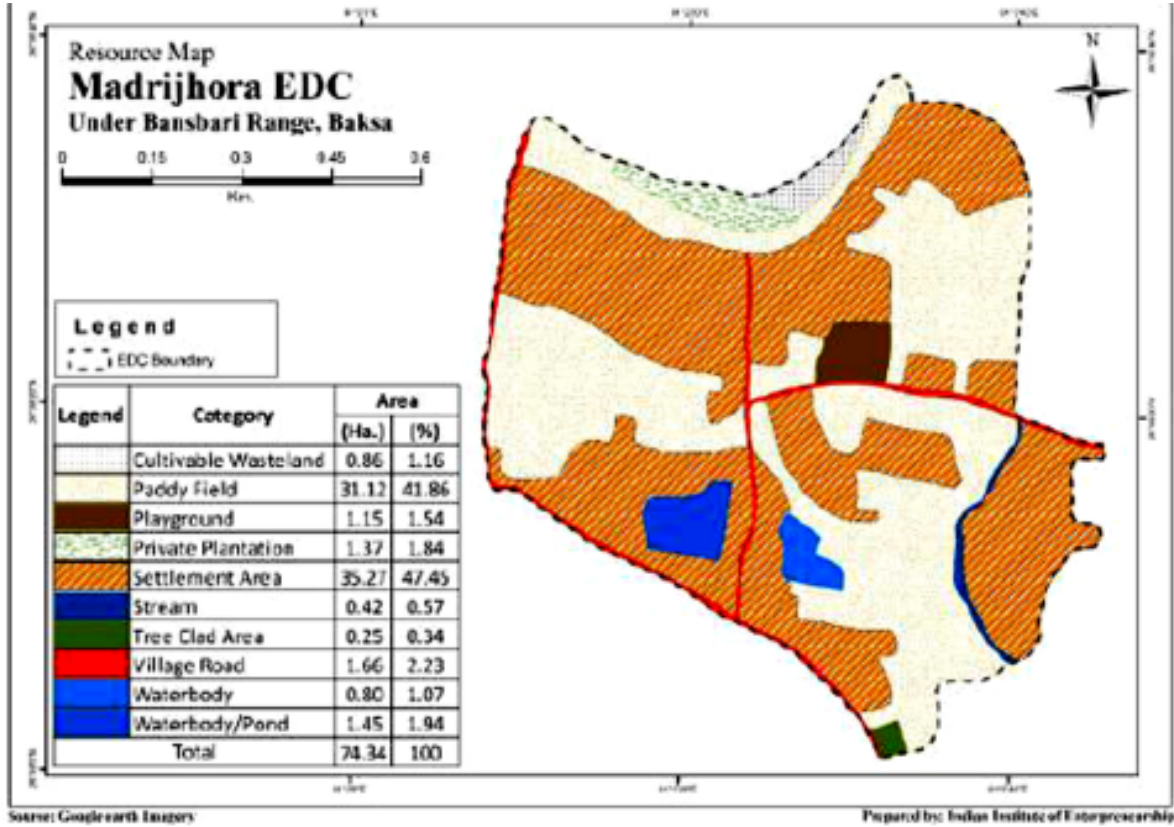 Resource Map
Madrijhora EDC
Under Bansbari Range, Baksa
0 0.15 0.3 0.45 0.6
Km.
N
Legend
EDC Boundary
Legend Category Area
(Ha.) (%)
Cultivable Wasteland 0.86 1.16
Paddy Field 31.12 41.86
Playground 1.15 1.54
Private Plantation 1.37 1.84
Settlement Area 35.27 47.45
Stream 0.42 0.57
Tree Clad Area 0.25 0.34
Village Road 1.66 2.23
Waterbody 0.80 1.07
Waterbody/Pond 1.45 1.94
Total 74.34 100
Source: Google earth Imagery
Prepared by: Indian Institute of